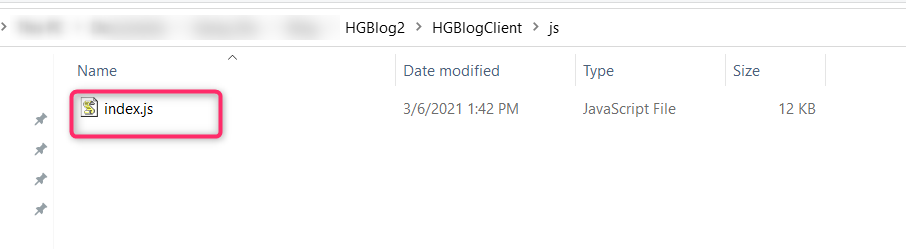 HGBlog2 HGBlogClient js
Name Date modified Type Size
index.js 3/6/2021 1:42 PM JavaScript File 12 KB